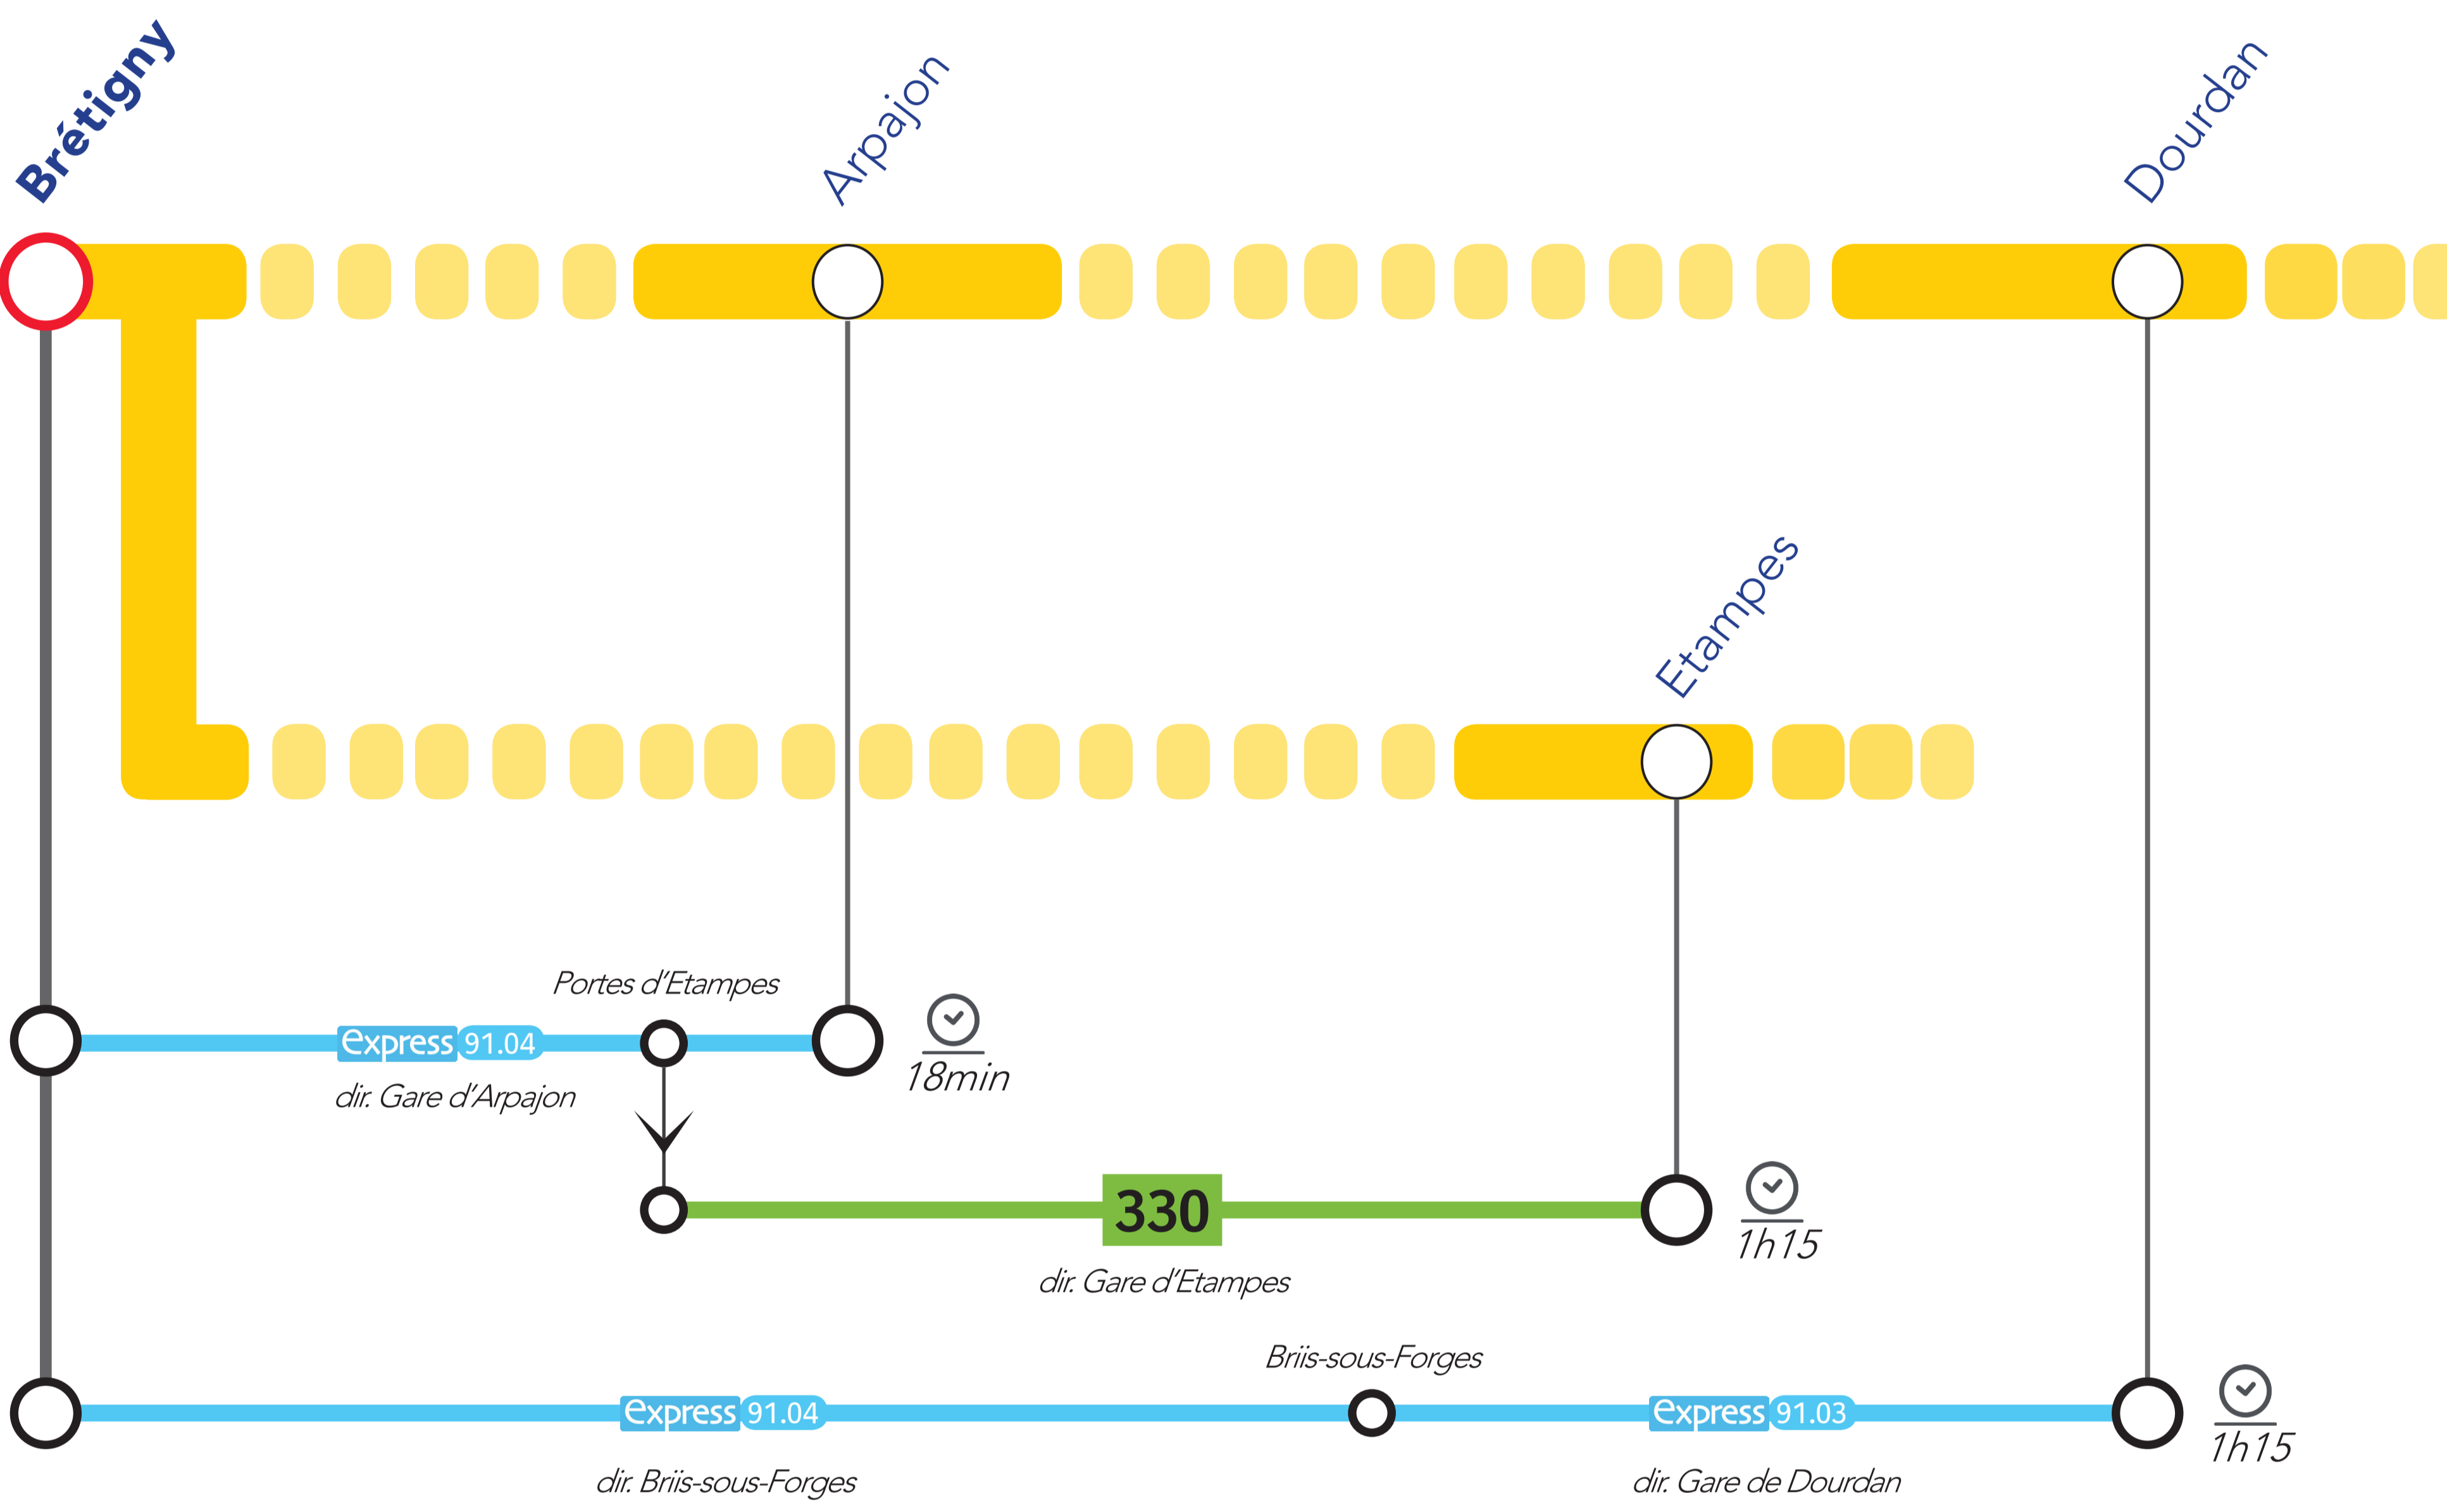 Brétigny
Arpajon
Dourdan
Etampes
Portes d'Etampes
express 91.04
18min
dir. Gare d'Arpajon
330
1h15
dir. Gare d'Etampes
Briis-sous-Forges
express 91.04
express 91.03
1h15
dir. Briis-sous-Forges
dir. Gare de Dourdan